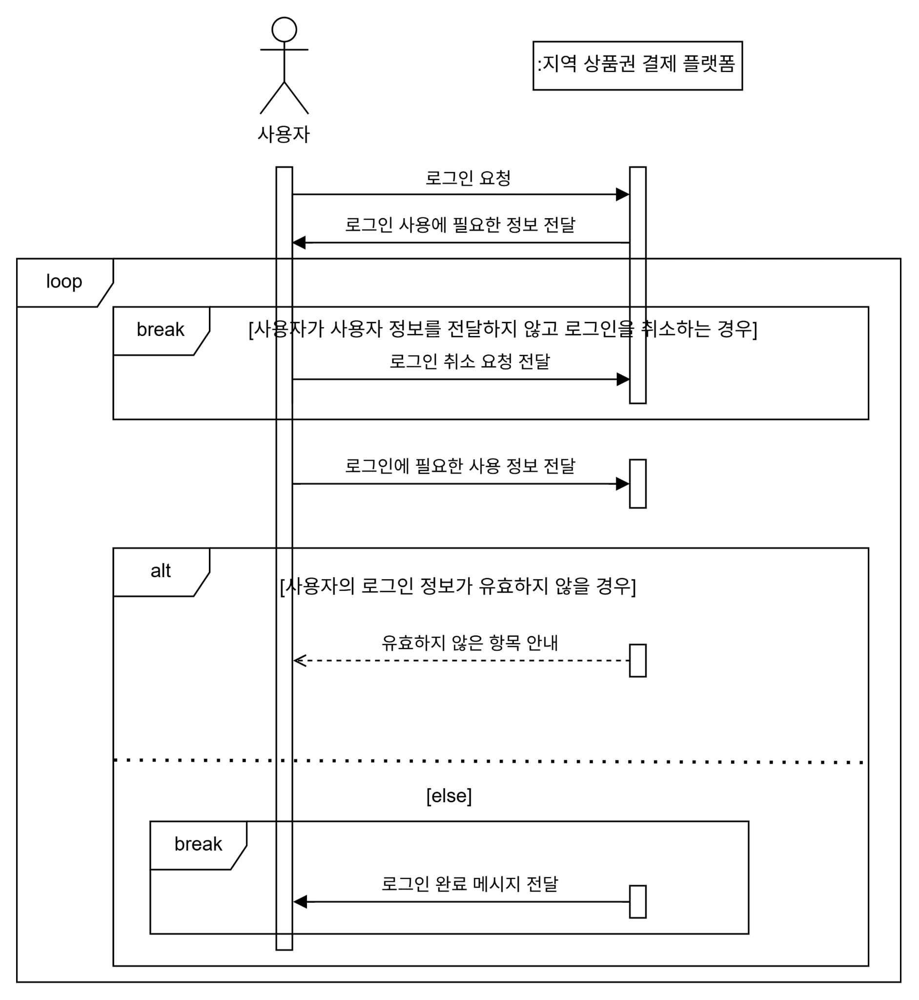 :지역 상품권 결제 플랫폼
사용자
로그인 요청
로그인 사용에 필요한 정보 전달
loop
break
[사용자가 사용자 정보를 전달하지 않고 로그인을 취소하는 경우]
로그인 취소 요청 전달
로그인에 필요한 사용 정보 전달
alt
[사용자의 로그인 정보가 유효하지 않을 경우]
유효하지 않은 항목 안내
[else]
break
로그인 완료 메시지 전달